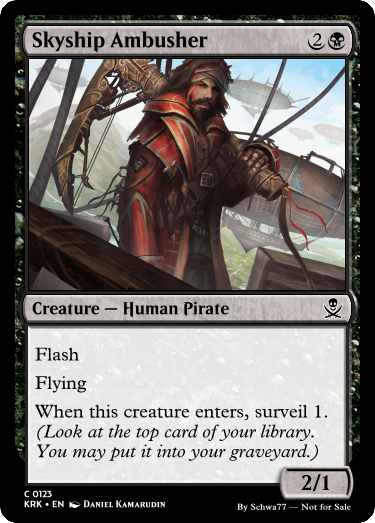 Skyship Ambusher 2
Creature — Human Pirate
Flash
Flying
When this creature enters, surveil 1.
(Look at the top card of your library.
You may put it into your graveyard.)
2/1
C 0123
KRK • EN Daniel Kamarudin
By Schwa77 — Not for Sale